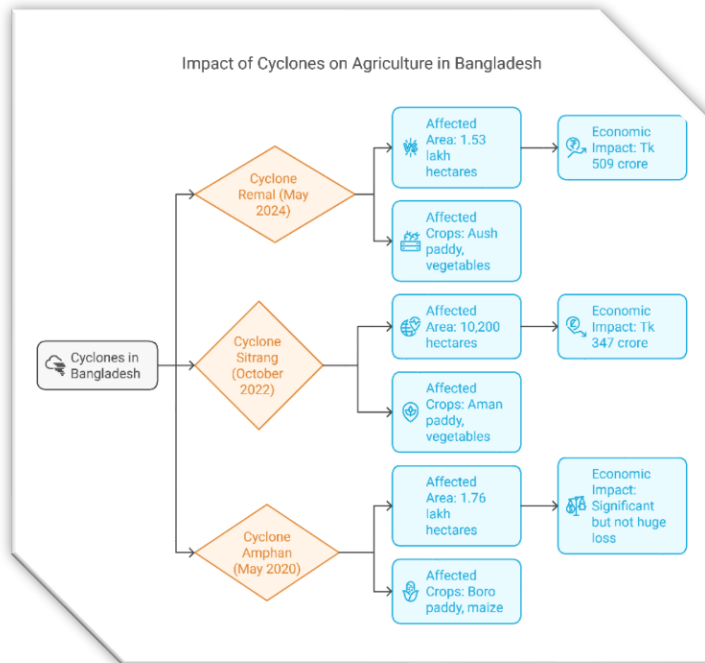 Impact of Cyclones on Agriculture in Bangladesh
Cyclones in
Bangladesh
Cyclone
Remal (May
2024)
Affected
Area: 1.53
lakh
hectares
Economic
Impact: Tk
509 crore
Affected
Crops: Aush
paddy,
vegetables
Cyclone
Sitrang
(October
2022)
Affected
Area: 10,200
hectares
Economic
Impact: Tk
347 crore
Affected
Crops: Aman
paddy,
vegetables
Cyclone
Amphan
(May 2020)
Affected
Area: 1.76
lakh
hectares
Economic
Impact:
Significant
but not huge
loss
Affected
Crops: Boro
paddy, maize